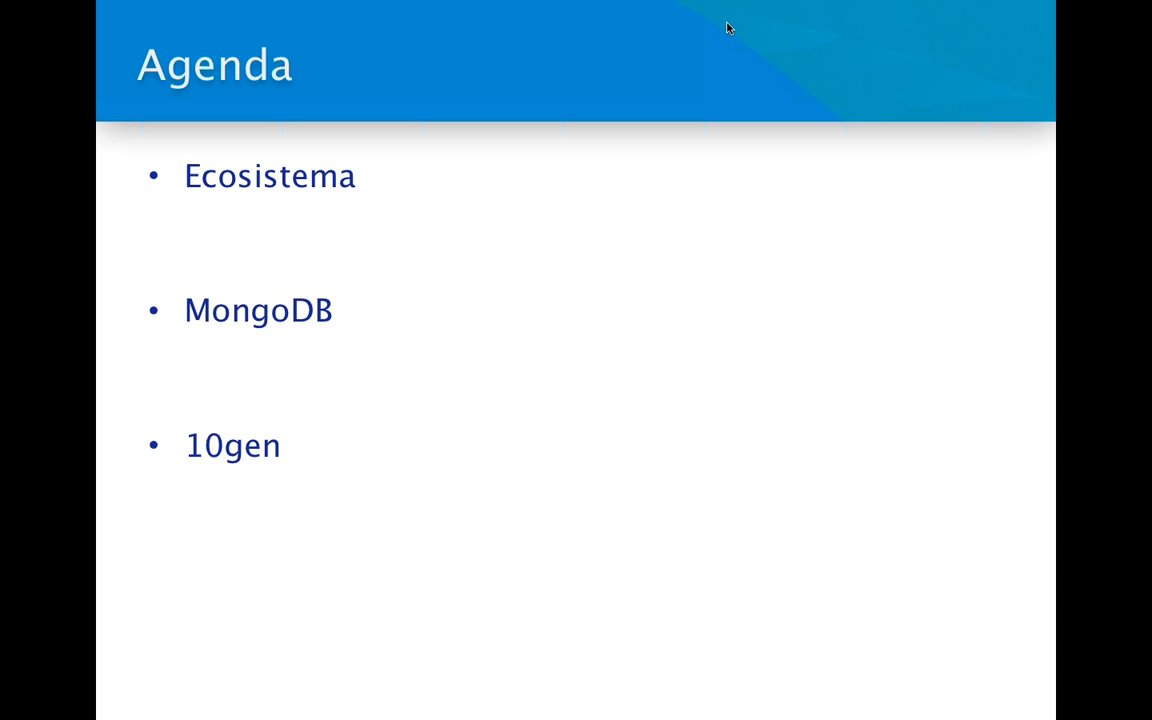 Agenda
• Ecosistema
• MongoDB
• 10gen